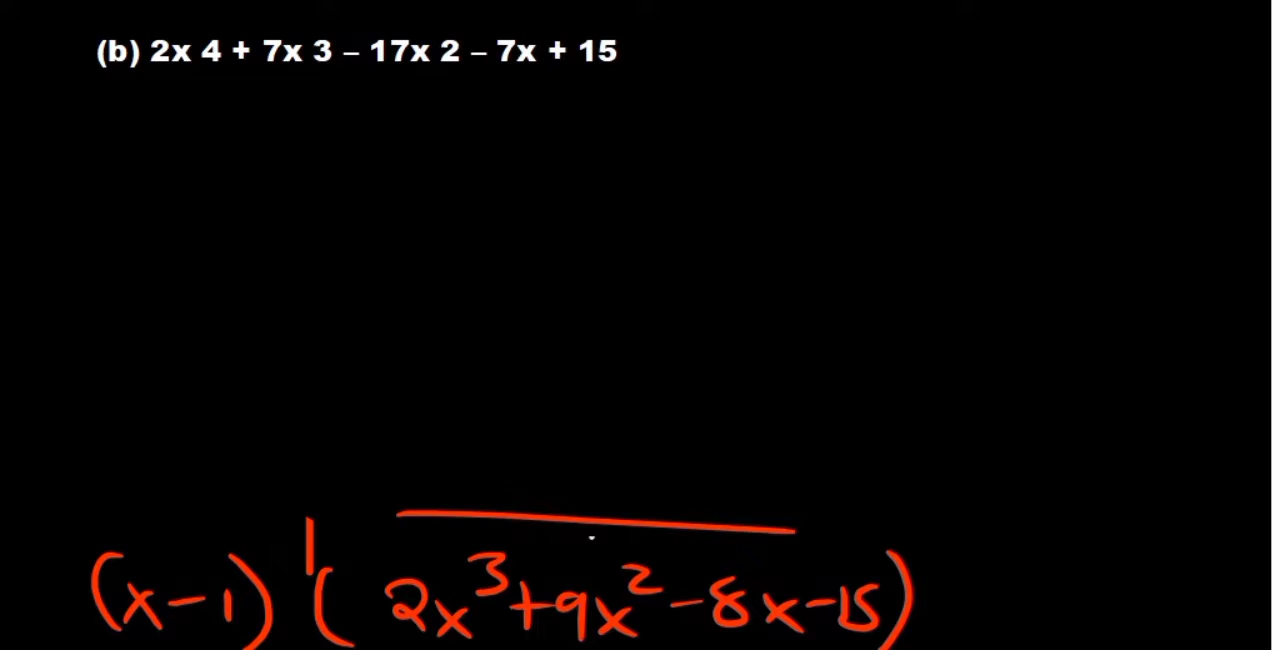 (b) 2x 4 + 7x 3 – 17x 2 – 7x + 15
(x-1) (2x³+9x²-8x-15)